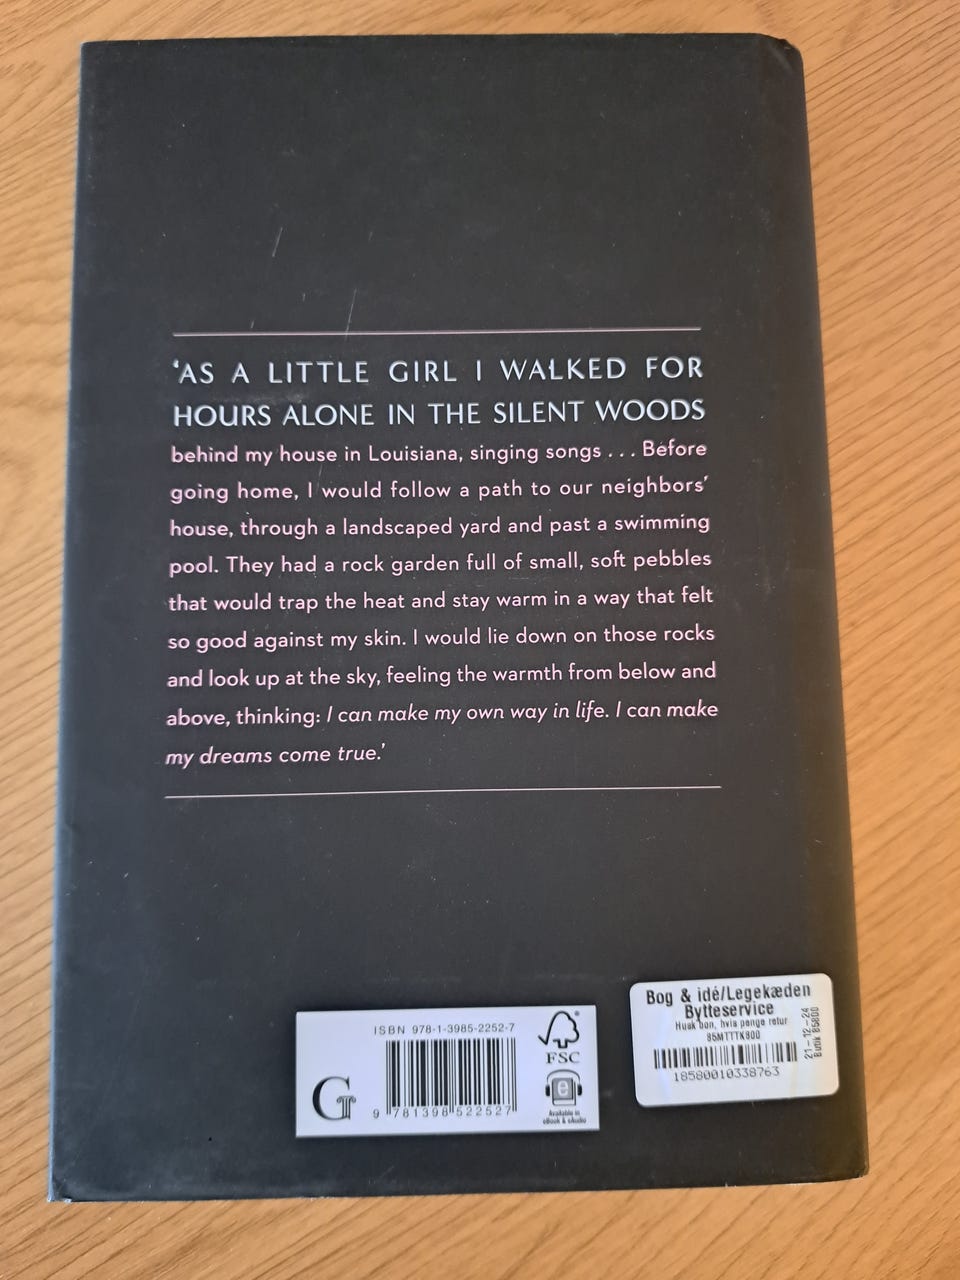 ‘AS A LITTLE GIRL I WALKED FOR
HOURS ALONE IN THE SILENT WOODS
behind my house in Louisiana, singing songs . . . Before
going home, I would follow a path to our neighbors’
house, through a landscaped yard and past a swimming
pool. They had a rock garden full of small, soft pebbles
that would trap the heat and stay warm in a way that felt
so good against my skin. I would lie down on those rocks
and look up at the sky, feeling the warmth from below and
above, thinking: I can make my own way in life. I can make
my dreams come true.’
ISBN 978-1-3985-2252-7
9 781398 522527
G
FSC
e
Available in
eBook & eAudio
Bog & idé/Legekæden
Bytteservice
Husk bon, hvis penge retur
85MTTTK800
18580010338763
21-12-24
Butik 85800